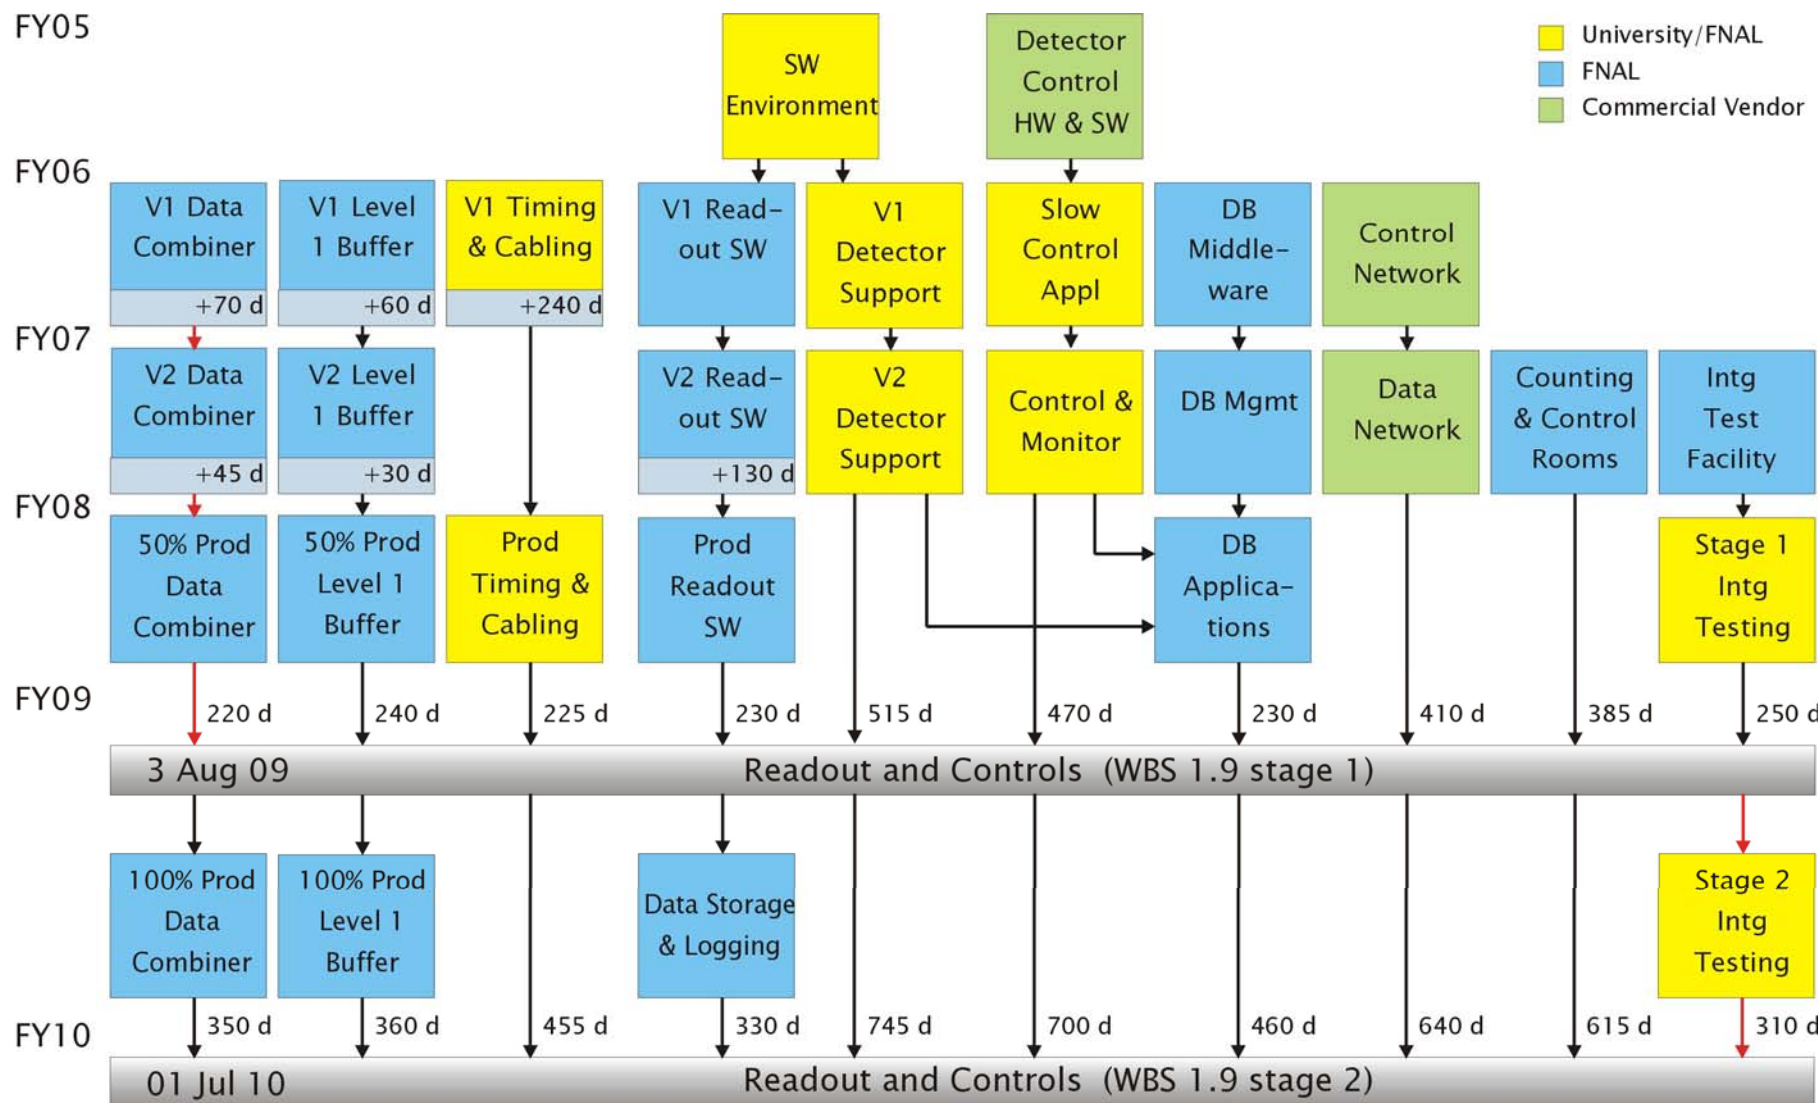 FY05
SW
Environment
Detector
Control
HW & SW
University/FNAL
FNAL
Commercial Vendor
FY06
V1 Data
Combiner
+70 d
V1 Level
1 Buffer
+60 d
V1 Timing
& Cabling
+240 d
V1 Read-
out SW
V1
Detector
Support
Slow
Control
Appl
DB
Middle-
ware
Control
Network
FY07
V2 Data
Combiner
+45 d
V2 Level
1 Buffer
+30 d
V2 Read-
out SW
+130 d
V2
Detector
Support
Control &
Monitor
DB Mgmt
Data
Network
Counting
& Control
Rooms
Intg
Test
Facility
FY08
50% Prod
Data
Combiner
50% Prod
Level 1
Buffer
Prod
Timing &
Cabling
Prod
Readout
SW
DB
Applica-
tions
Stage 1
Intg
Testing
FY09
220 d
240 d
225 d
230 d
515 d
470 d
230 d
410 d
385 d
250 d
3 Aug 09
Readout and Controls (WBS 1.9 stage 1)
100% Prod
Data
Combiner
100% Prod
Level 1
Buffer
Data Storage
& Logging
Stage 2
Intg
Testing
FY10
350 d
360 d
455 d
330 d
745 d
700 d
460 d
640 d
615 d
310 d
01 Jul 10
Readout and Controls (WBS 1.9 stage 2)